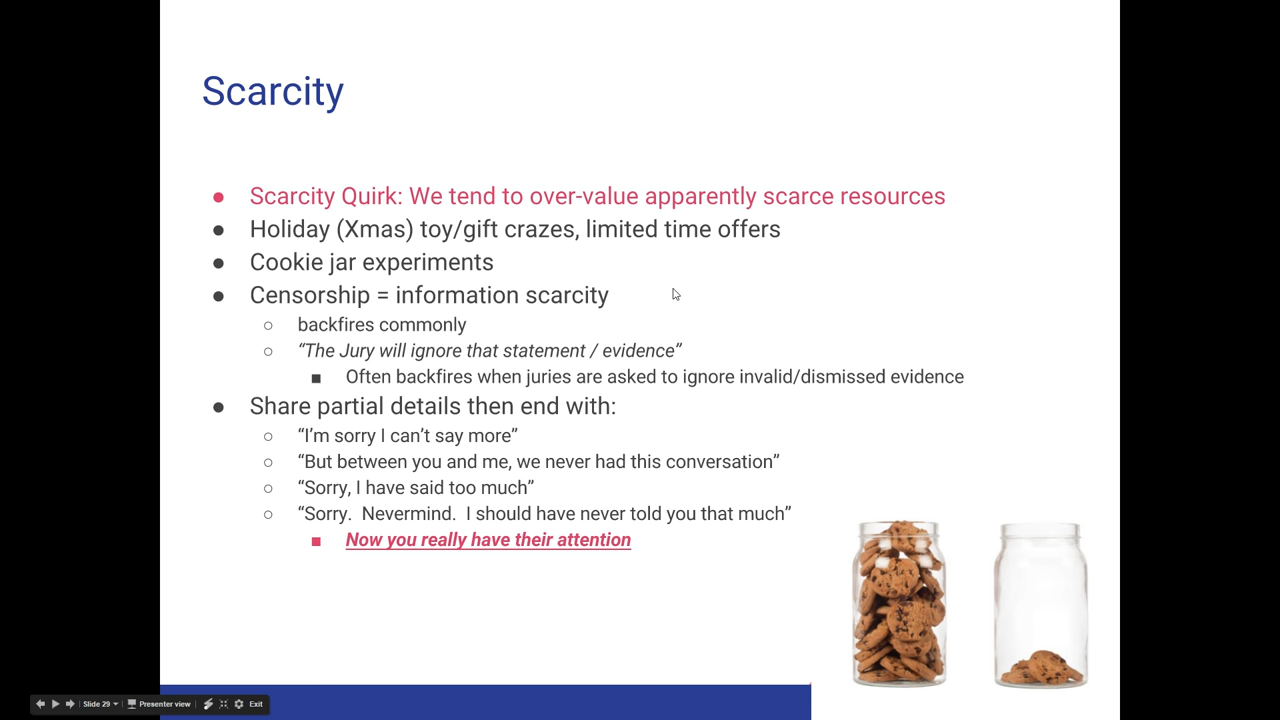 Scarcity
● Scarcity Quirk: We tend to over-value apparently scarce resources
● Holiday (Xmas) toy/gift crazes, limited time offers
● Cookie jar experiments
● Censorship = information scarcity
○ backfires commonly
○ “The Jury will ignore that statement / evidence”
■ Often backfires when juries are asked to ignore invalid/dismissed evidence
● Share partial details then end with:
○ “I’m sorry I can’t say more”
○ “But between you and me, we never had this conversation”
○ “Sorry, I have said too much”
○ “Sorry.  Nevermind.  I should have never told you that much”
■ Now you really have their attention
Slide 29 Presenter view Exit